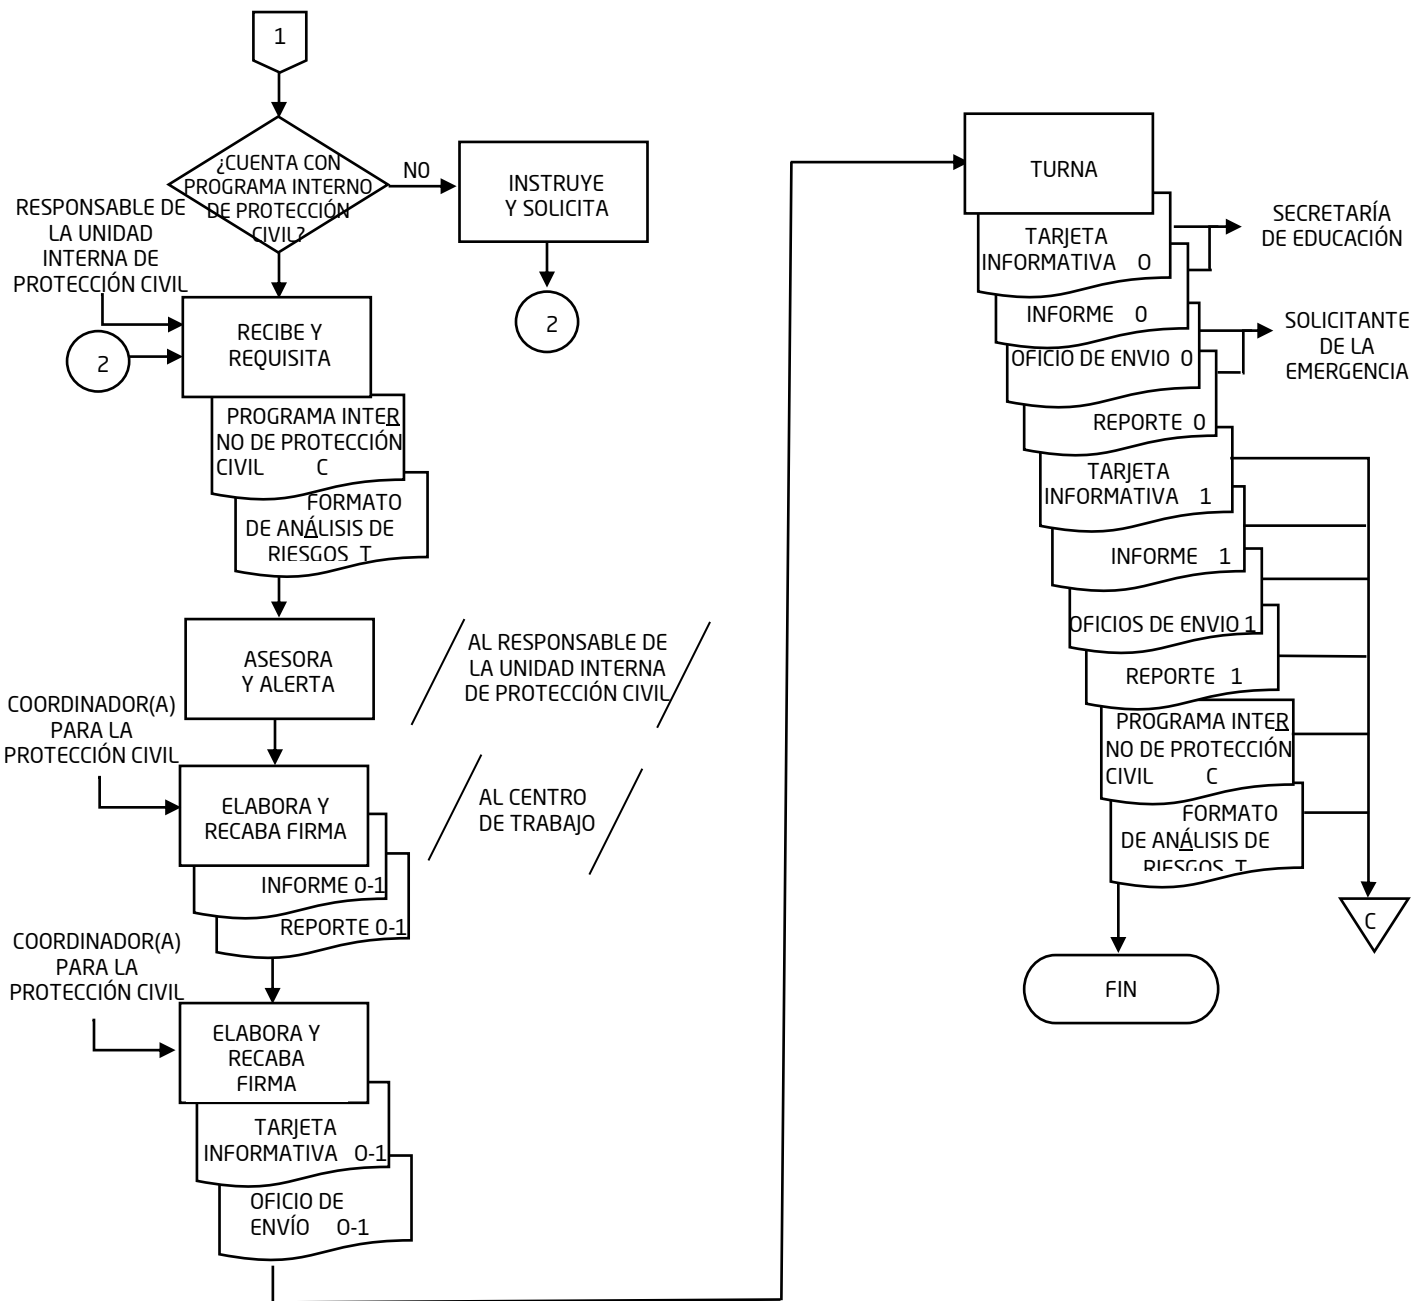 1
¿CUENTA CON
PROGRAMA INTERNO
DE PROTECCIÓN
CIVIL?
NO
INSTRUYE
Y SOLICITA
2
RESPONSABLE DE
LA UNIDAD
INTERNA DE
PROTECCIÓN CIVIL
2
RECIBE Y
REQUISITA
PROGRAMA INTER
NO DE PROTECCIÓN
CIVIL C
FORMATO
DE ANÁLISIS DE
RIESGOS T
ASESORA
Y ALERTA
AL RESPONSABLE DE
LA UNIDAD INTERNA
DE PROTECCIÓN CIVIL
COORDINADOR(A)
PARA LA
PROTECCIÓN CIVIL
ELABORA Y
RECABA FIRMA
AL CENTRO
DE TRABAJO
INFORME 0-1
REPORTE 0-1
COORDINADOR(A)
PARA LA
PROTECCIÓN CIVIL
ELABORA Y
RECABA
FIRMA
TARJETA
INFORMATIVA 0-1
OFICIO DE
ENVÍO 0-1
TURNA
TARJETA
INFORMATIVA 0
SECRETARÍA
DE EDUCACIÓN
INFORME 0
OFICIO DE ENVIO 0
SOLICITANTE
DE LA
EMERGENCIA
REPORTE 0
TARJETA
INFORMATIVA 1
INFORME 1
OFICIOS DE ENVIO 1
REPORTE 1
PROGRAMA INTER
NO DE PROTECCIÓN
CIVIL C
FORMATO
DE ANÁLISIS DE
RIESGOS T
C
FIN